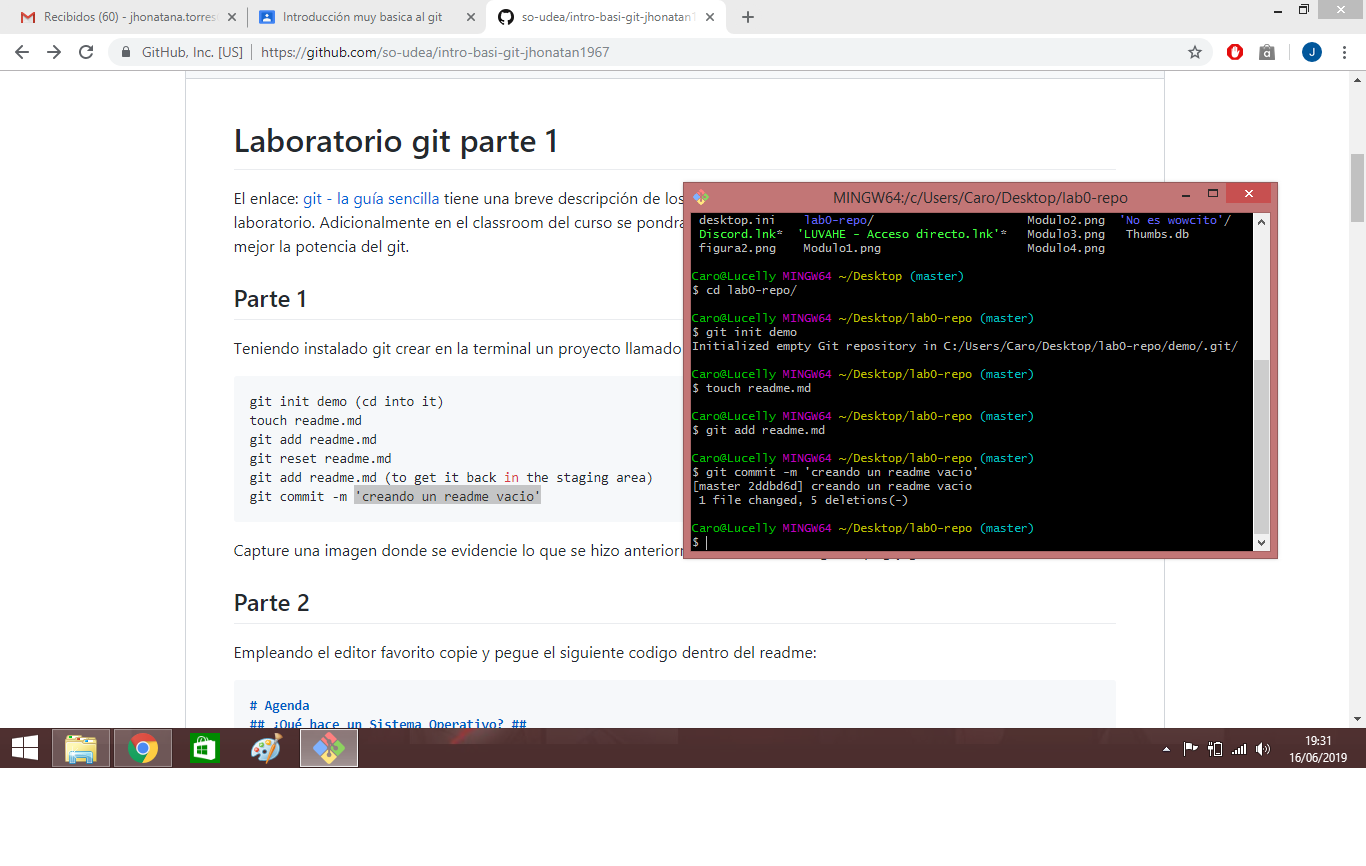 Recibidos (60) - jhonatana.torres
Introducción muy basica al git
so-udea/intro-basi-git-jhonatan1
GitHub, Inc. [US]
https://github.com/so-udea/intro-basi-git-jhonatan1967
J
Laboratorio git parte 1
El enlace: git - la guía sencilla tiene una breve descripción de los
laboratorio. Adicionalmente en el classroom del curso se pondra
mejor la potencia del git.
Parte 1
Teniendo instalado git crear en la terminal un proyecto llamado
git init demo (cd into it)
touch readme.md
git add readme.md
git reset readme.md
git add readme.md (to get it back in the staging area)
git commit -m 'creando un readme vacio'
Capture una imagen donde se evidencie lo que se hizo
Parte 2
Empleando el editor favorito copie y pegue el siguiente codigo dentro del readme:
# Agenda
## ¿Qué hace un Sistema Operativo? ##
MINGW64:/c/Users/Caro/Desktop/lab0-repo
desktop.ini lab0-repo/ Modulo2.png 'No es wowcito'/
Discord.lnk* 'LUVAHE - Acceso directo.lnk'* Modulo3.png Thumbs.db
figura2.png Modulo1.png Modulo4.png
Caro@Lucelly MINGW64 ~/Desktop (master)
$ cd lab0-repo/
Caro@Lucelly MINGW64 ~/Desktop/lab0-repo (master)
$ git init demo
Initialized empty Git repository in C:/Users/Caro/Desktop/lab0-repo/demo/.git/
Caro@Lucelly MINGW64 ~/Desktop/lab0-repo (master)
$ touch readme.md
Caro@Lucelly MINGW64 ~/Desktop/lab0-repo (master)
$ git add readme.md
Caro@Lucelly MINGW64 ~/Desktop/lab0-repo (master)
$ git commit -m 'creando un readme vacio'
[master 2ddbd6d] creando un readme vacio
1 file changed, 5 deletions(-)
Caro@Lucelly MINGW64 ~/Desktop/lab0-repo (master)
$
19:31
16/06/2019